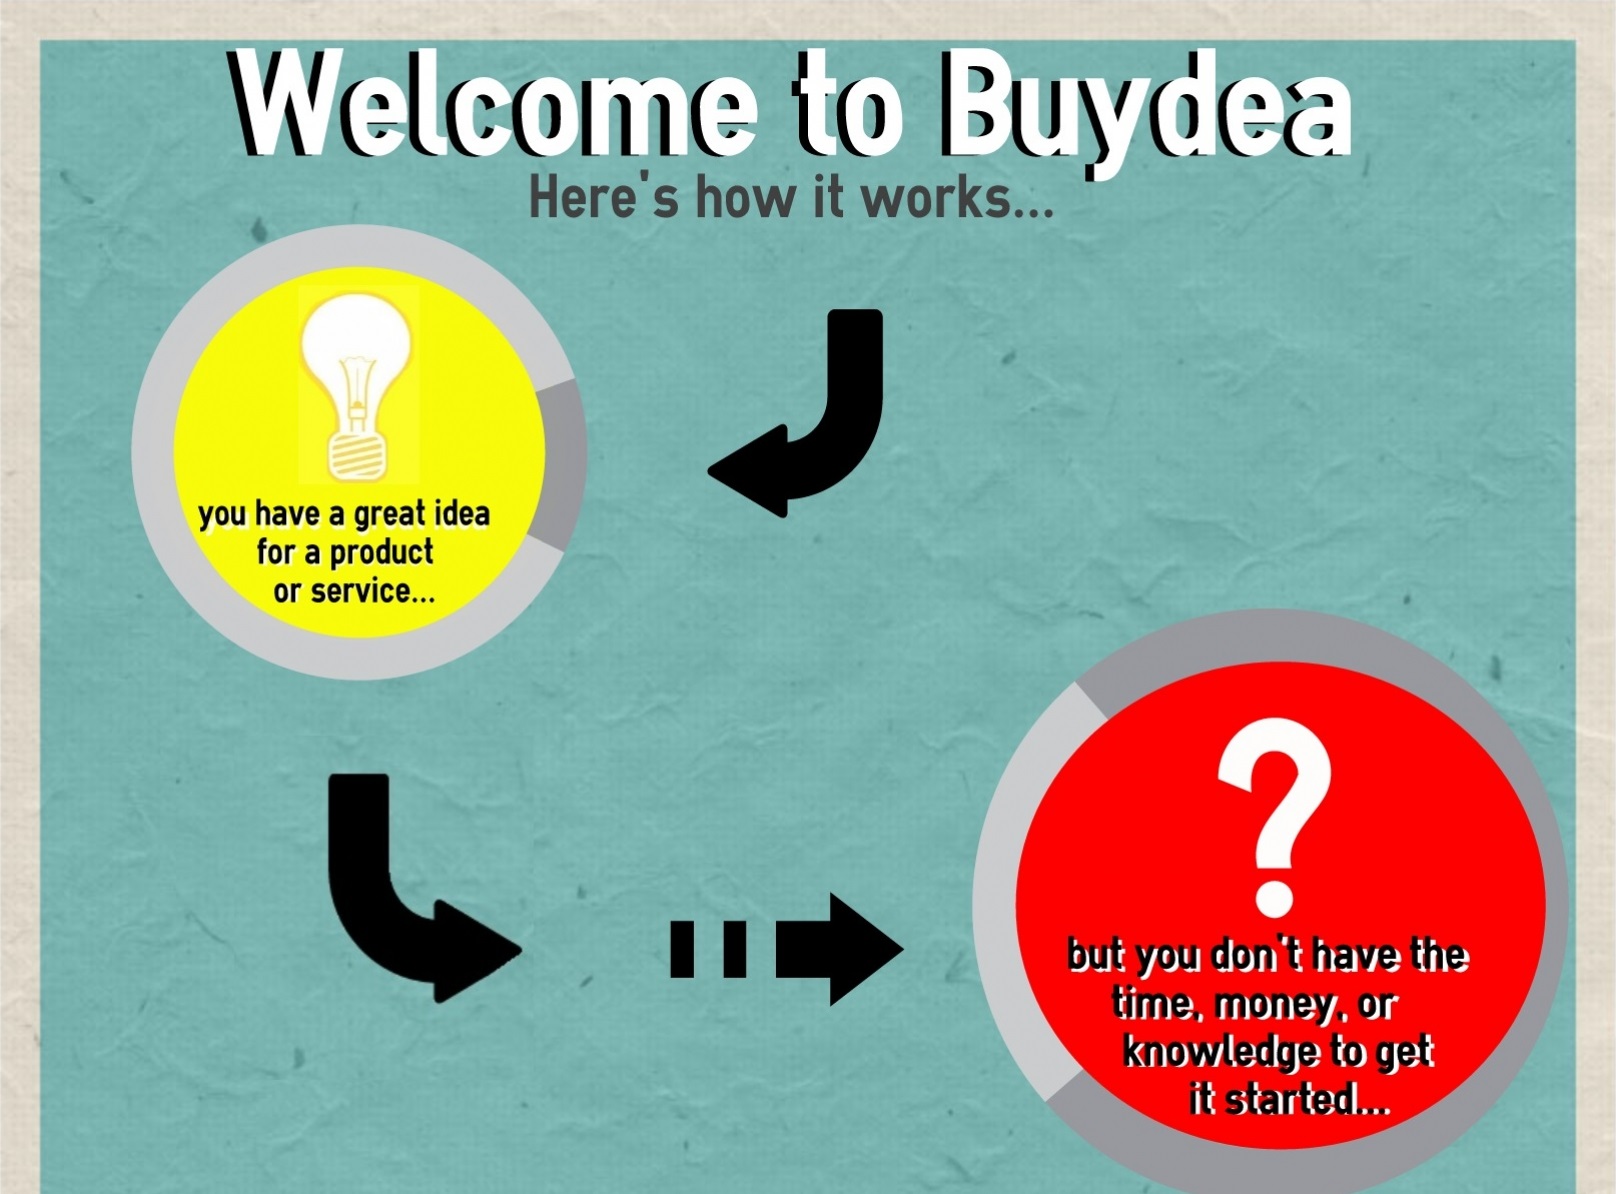 Welcome to Buydea
Here's how it works...
you have a great idea
for a product
or service...
?
but you don't have the
time, money, or
knowledge to get
it started...